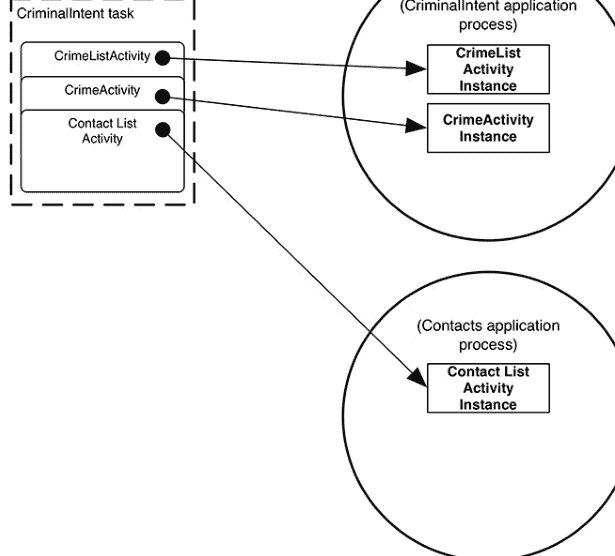 CriminalIntent task
CrimeListActivity
CrimeActivity
Contact List
Activity
(CriminalIntent application
process)
CrimeList
Activity
Instance
CrimeActivity
Instance
(Contacts application
process)
Contact List
Activity
Instance